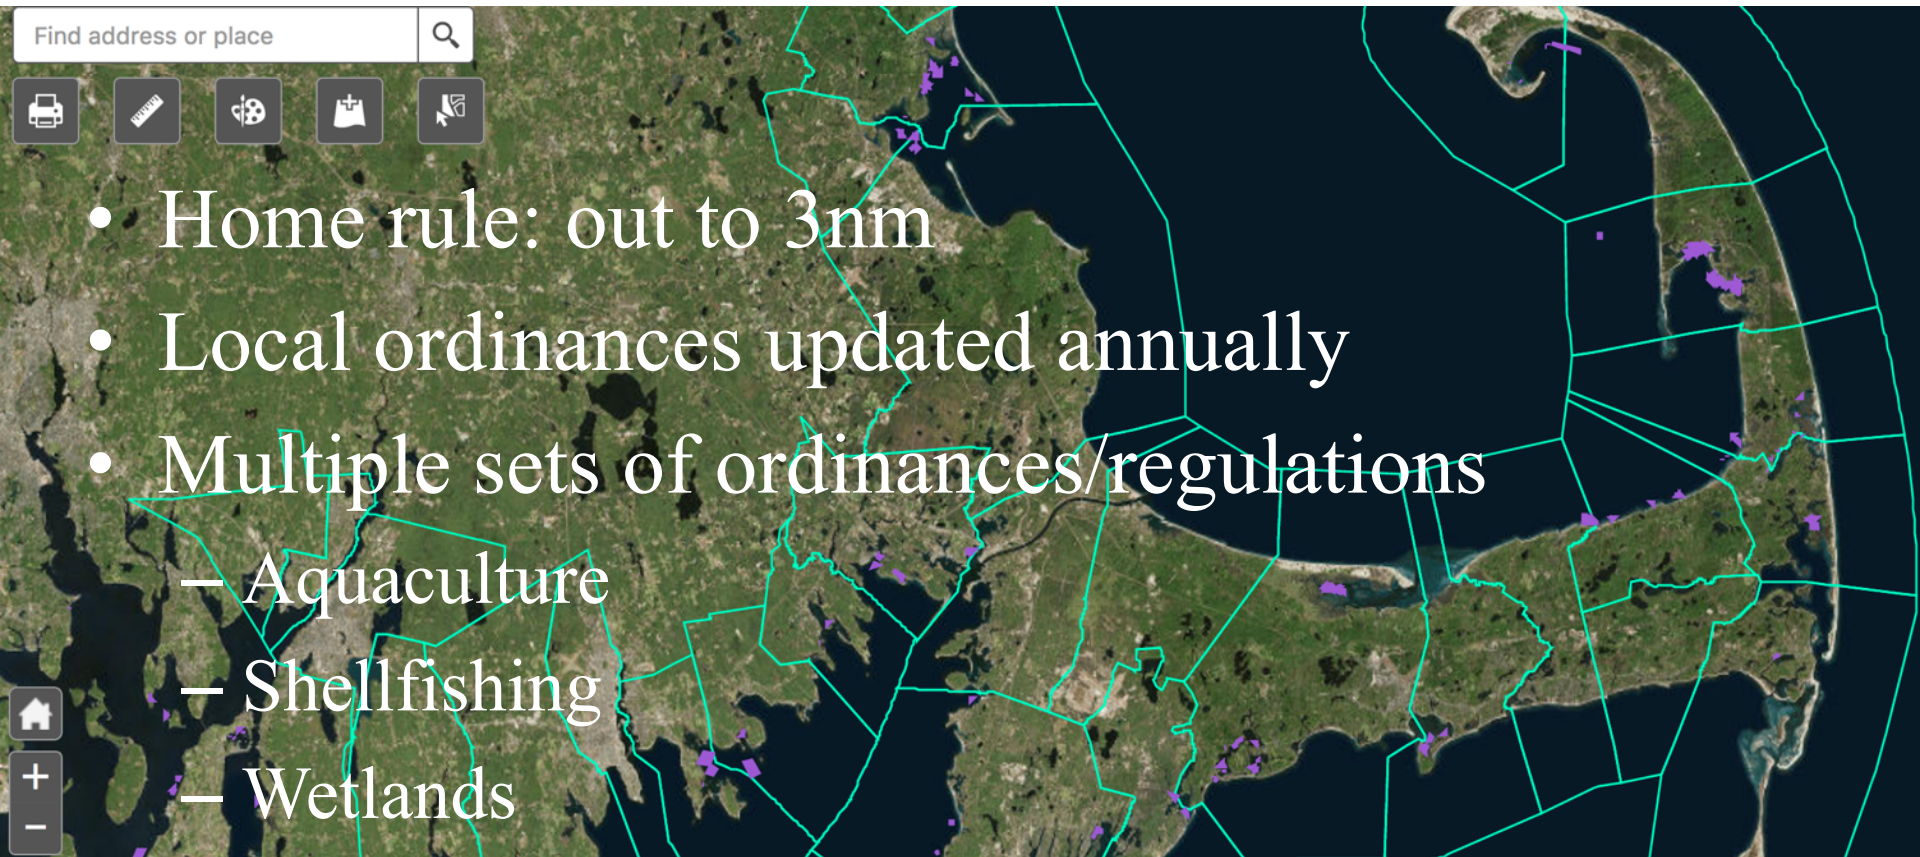 Find address or place
• Home rule: out to 3nm
• Local ordinances updated annually
• Multiple sets of ordinances/regulations
– Aquaculture
– Shellfishing
– Wetlands
+
−